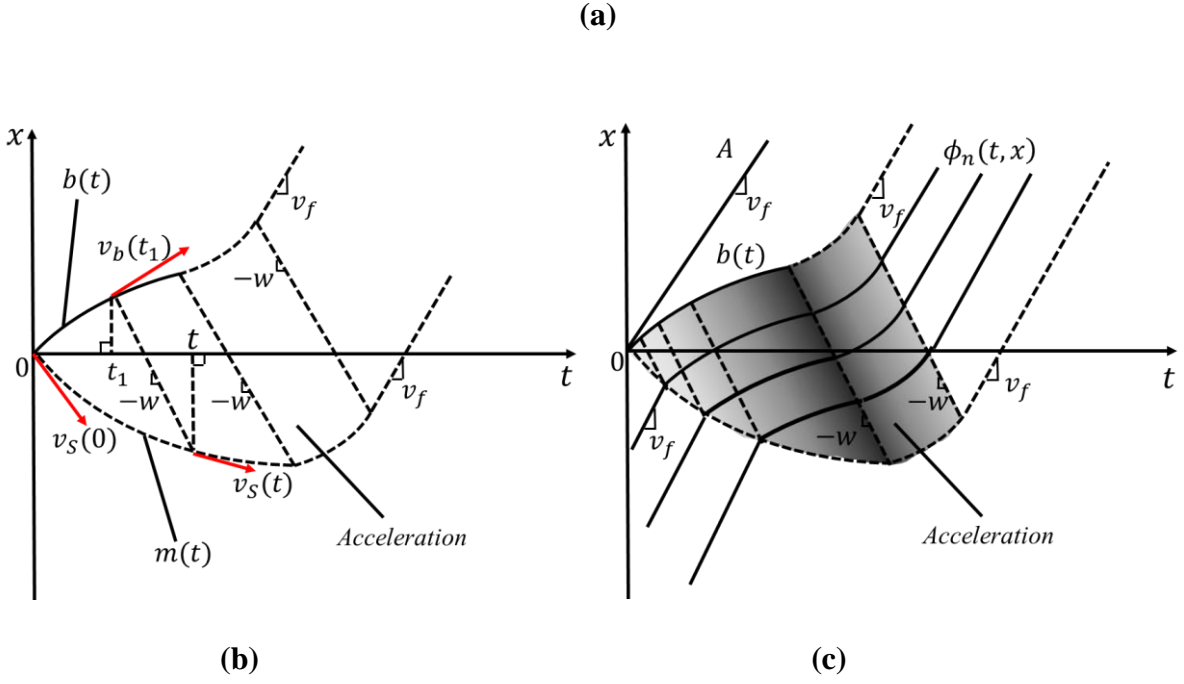 (a)
x
b(t)
v_f
v_b(t_1)
-w
t
0
t_1
t
-w
-w
v_f
v_S(0)
v_S(t)
Acceleration
m(t)
(b)
x
A
ϕ_n(t, x)
v_f
v_f
b(t)
0
t
v_f
-w
v_f
-w
Acceleration
(c)